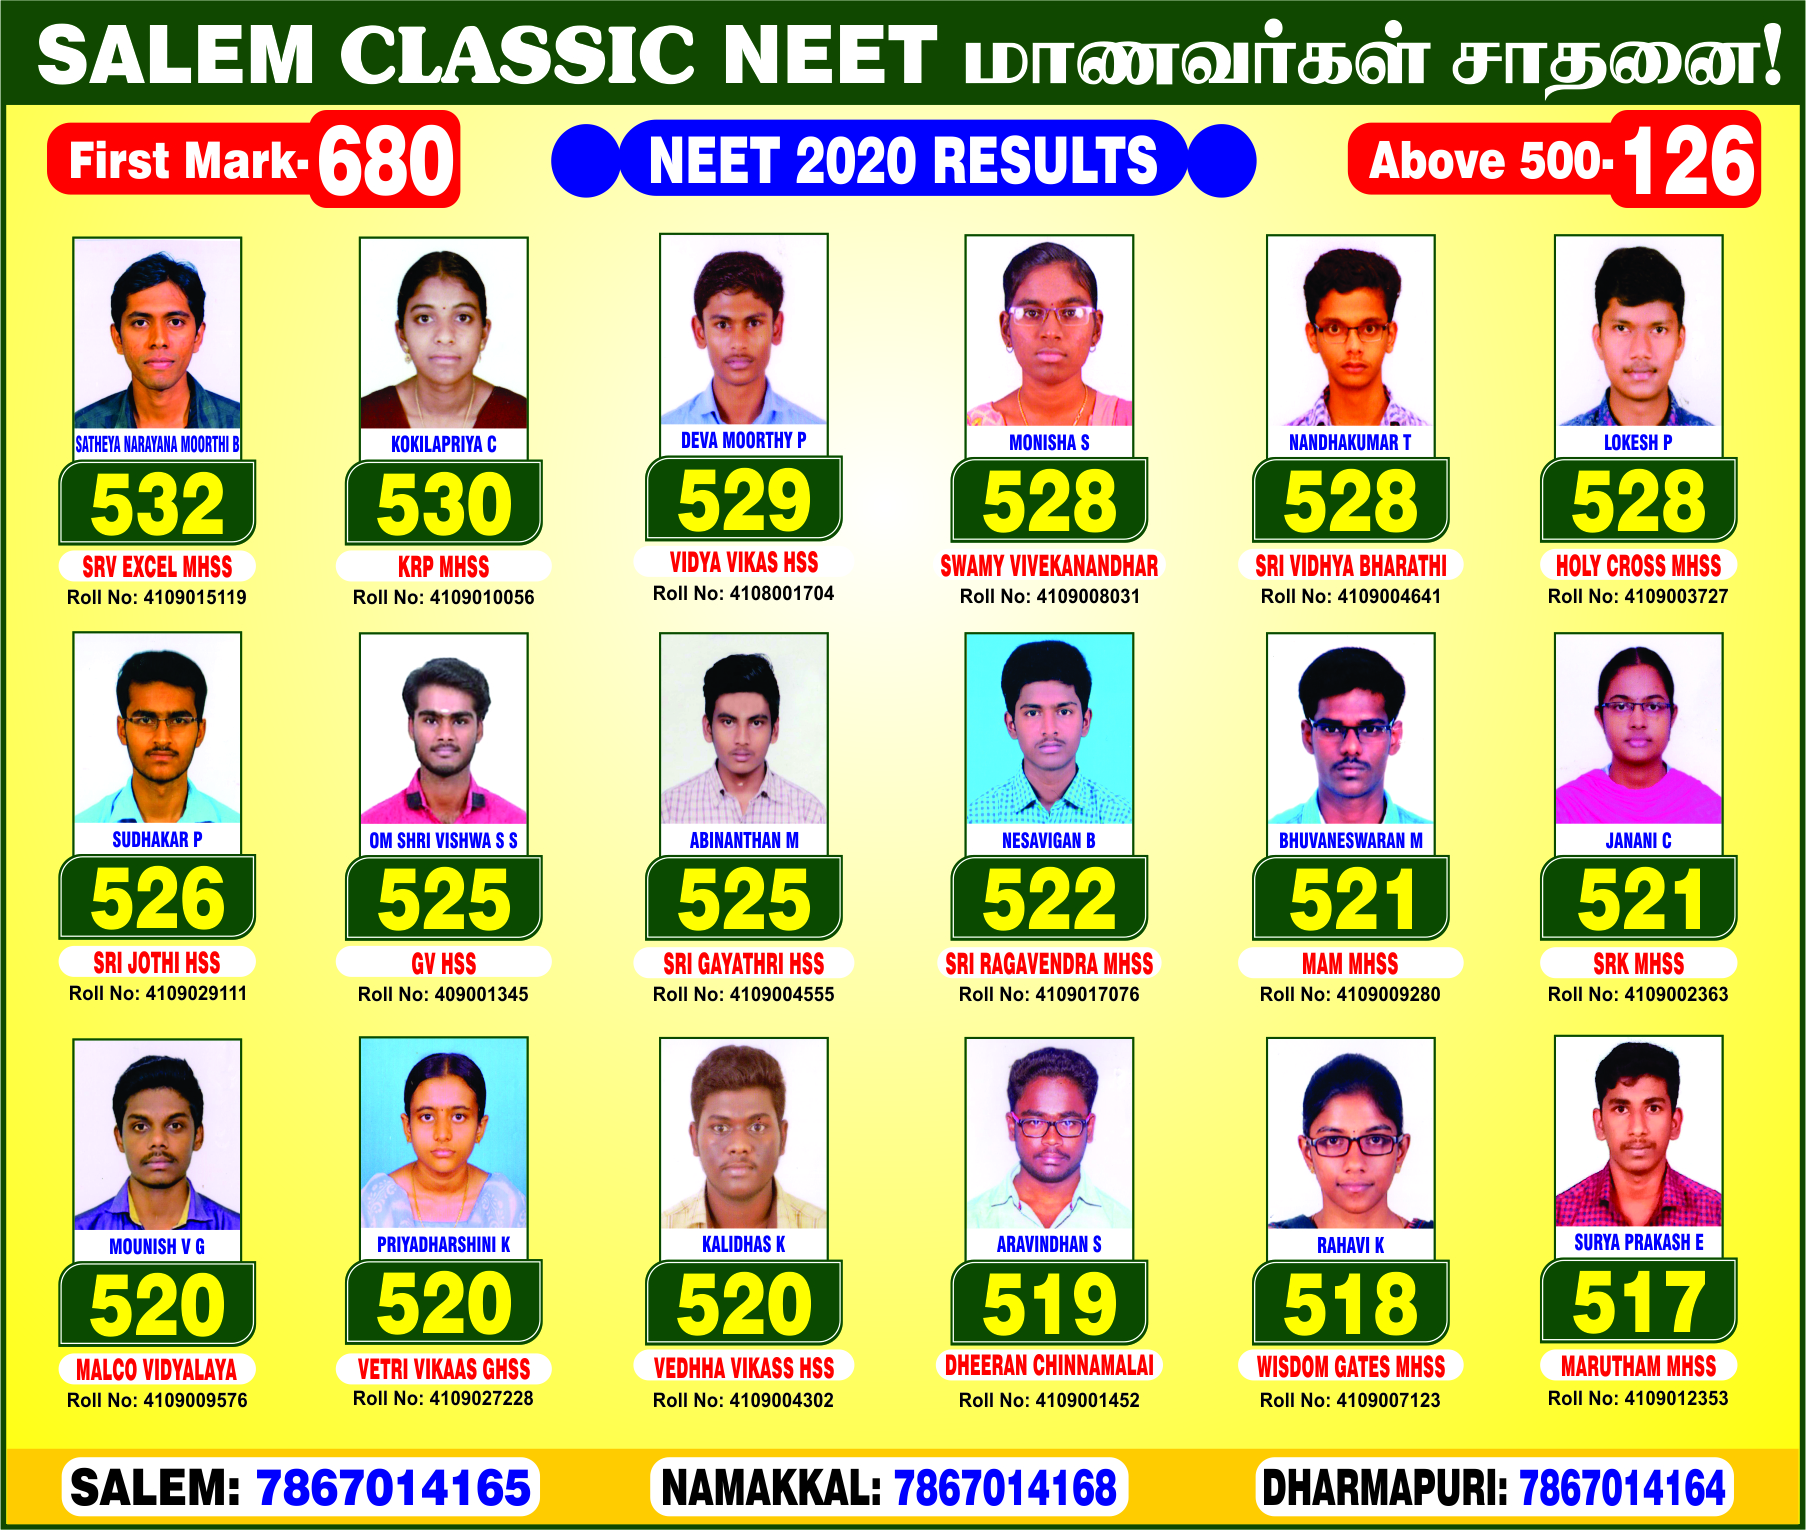 SALEM CLASSIC NEET மாணவர்கள் சாதனை!
First Mark-680
NEET 2020 RESULTS
Above 500-126
SATHEYA NARAYANA MOORTHI B
532
SRV EXCEL MHSS
Roll No: 4109015119
KOKILAPRIYA C
530
KRP MHSS
Roll No: 4109010056
DEVA MOORTHY P
529
VIDYA VIKAS HSS
Roll No: 4108001704
MONISHA S
528
SWAMY VIVEKANANDHAR
Roll No: 4109008031
NANDHAKUMAR T
528
SRI VIDHYA BHARATHI
Roll No: 4109004641
LOKESH P
528
HOLY CROSS MHSS
Roll No: 4109003727
SUDHAKAR P
526
SRI JOTHI HSS
Roll No: 4109029111
OM SHRI VISHWA S S
525
GV HSS
Roll No: 409001345
ABINANTHAN M
525
SRI GAYATHRI HSS
Roll No: 4109004555
NESAVIGAN B
522
SRI RAGAVENDRA MHSS
Roll No: 4109017076
BHUVANESWARAN M
521
MAM MHSS
Roll No: 4109009280
JANANI C
521
SRK MHSS
Roll No: 4109002363
MOUNISH V G
520
MALCO VIDYALAYA
Roll No: 4109009576
PRIYADHARSHINI K
520
VETRI VIKAAS GHSS
Roll No: 4109027228
KALIDHAS K
520
VEDHHA VIKASS HSS
Roll No: 4109004302
ARAVINDHAN S
519
DHEERAN CHINNAMALAI
Roll No: 4109001452
RAHAVI K
518
WISDOM GATES MHSS
Roll No: 4109007123
SURYA PRAKASH E
517
MARUTHAM MHSS
Roll No: 4109012353
SALEM: 7867014165
NAMAKKAL: 7867014168
DHARMAPURI: 7867014164